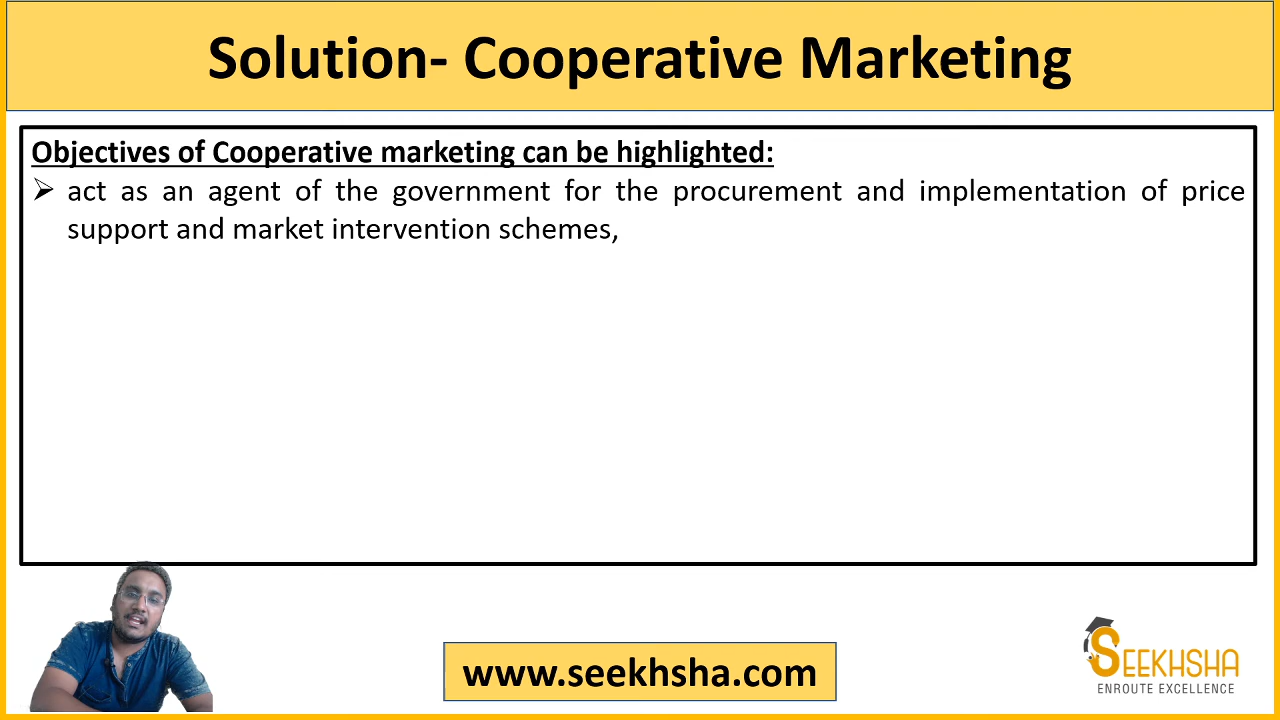 Solution- Cooperative Marketing
Objectives of Cooperative marketing can be highlighted:
➢ act as an agent of the government for the procurement and implementation of price
support and market intervention schemes,
www.seekhsha.com
SEEKHSHA
ENROUTE EXCELLENCE